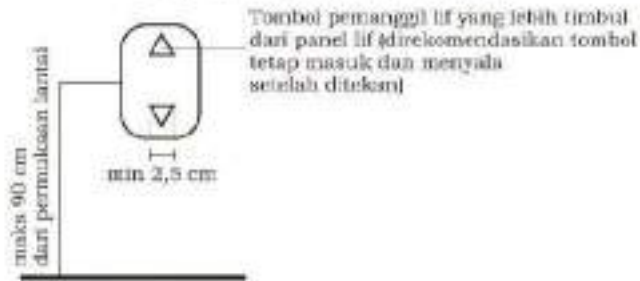 Tombol pemanggil lif yang lebih timbul
dari panel lif (direkomendasikan tombol
tetap masuk dan menyala
setelah ditekan)
min 2,5 cm
maks 90 cm
dari permukaan lantai